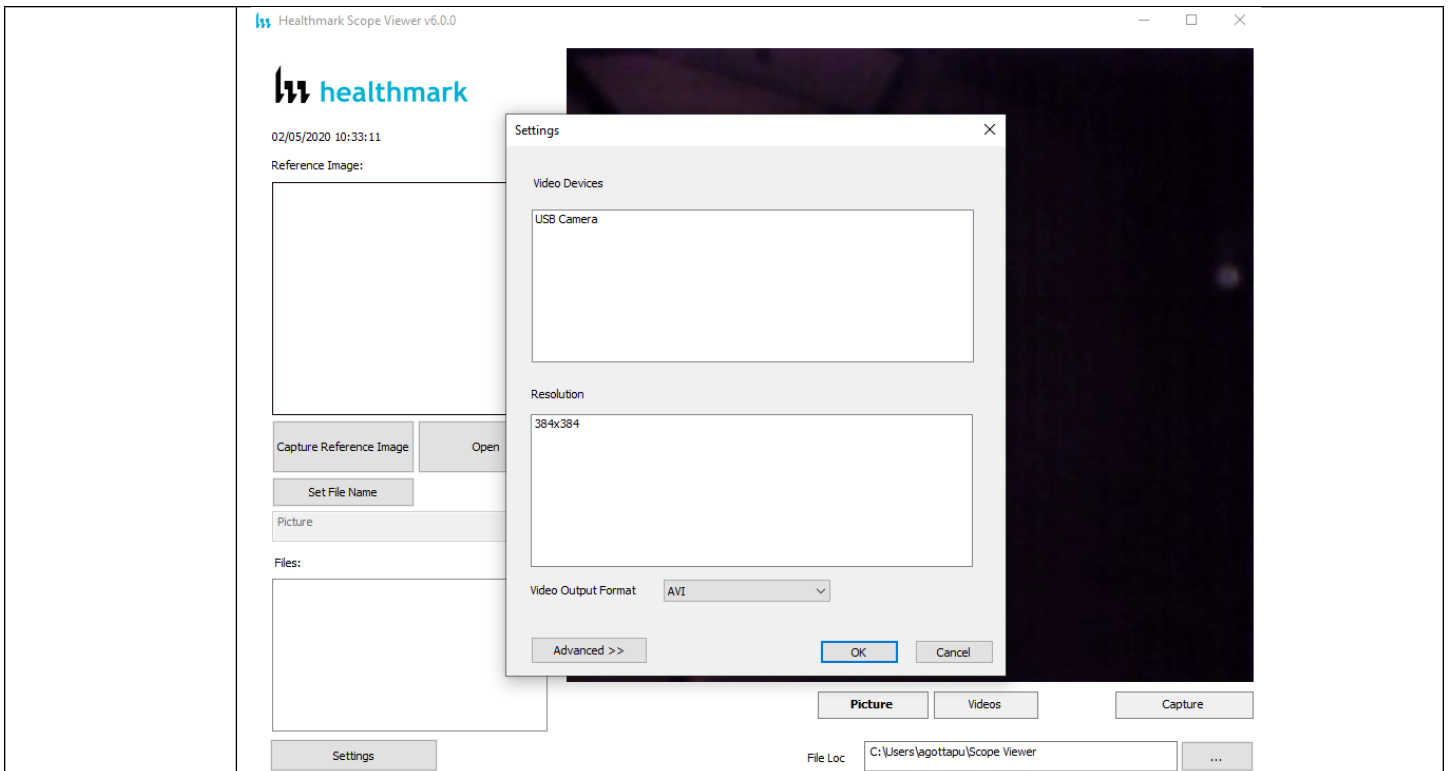 Healthmark Scope Viewer v6.0.0
healthmark
02/05/2020 10:33:11
Reference Image:
Capture Reference Image
Open
Set File Name
Picture
Files:
Settings
Settings
Video Devices
USB Camera
Resolution
384x384
Video Output Format
AVI
Advanced >>
OK
Cancel
Picture
Videos
Capture
File Loc
C:\Users\agottapu\Scope Viewer
...